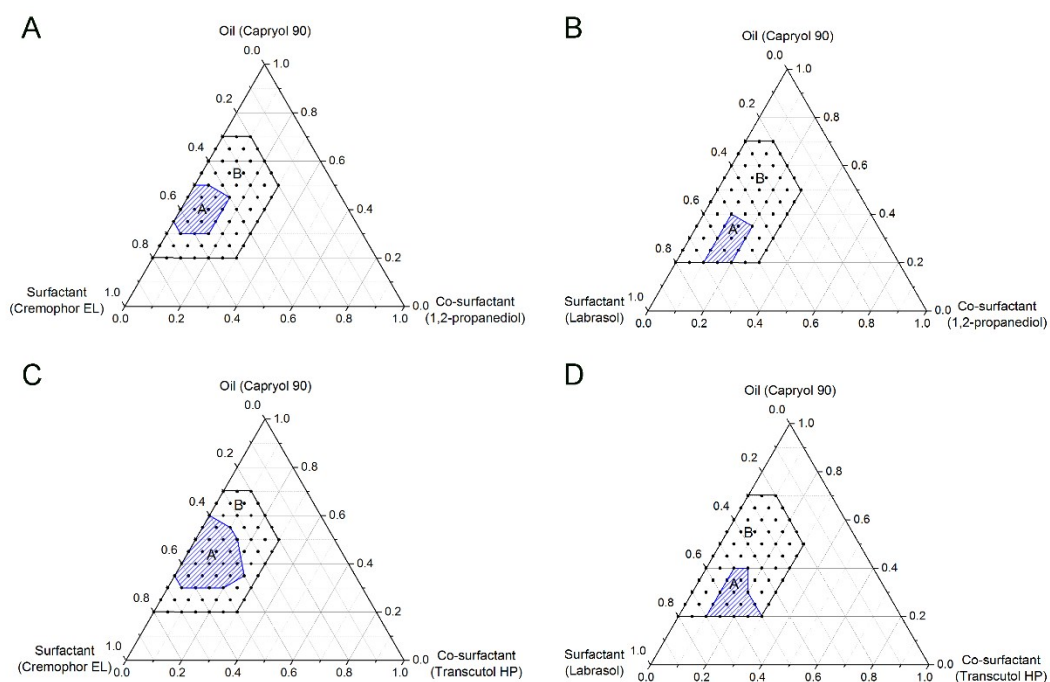 A
Oil (Capryol 90)
0.0
1.0
0.2
0.8
0.4
B
0.6
0.6
A
0.4
0.8
0.2
Surfactant
(Cremophor EL)
1.0
0.0
Co-surfactant
(1,2-propanediol)
0.0
0.2
0.4
0.6
0.8
1.0
B
Oil (Capryol 90)
0.0
1.0
0.2
0.8
0.4
B
0.6
0.6
A
0.4
0.8
0.2
Surfactant
(Labrasol)
1.0
0.0
Co-surfactant
(1,2-propanediol)
0.0
0.2
0.4
0.6
0.8
1.0
C
Oil (Capryol 90)
0.0
1.0
0.2
0.8
0.4
B
0.6
0.6
A
0.4
0.8
0.2
Surfactant
(Cremophor EL)
1.0
0.0
Co-surfactant
(Transcutol HP)
0.0
0.2
0.4
0.6
0.8
1.0
D
Oil (Capryol 90)
0.0
1.0
0.2
0.8
0.4
B
0.6
0.6
A
0.4
0.8
0.2
Surfactant
(Labrasol)
1.0
0.0
Co-surfactant
(Transcutol HP)
0.0
0.2
0.4
0.6
0.8
1.0